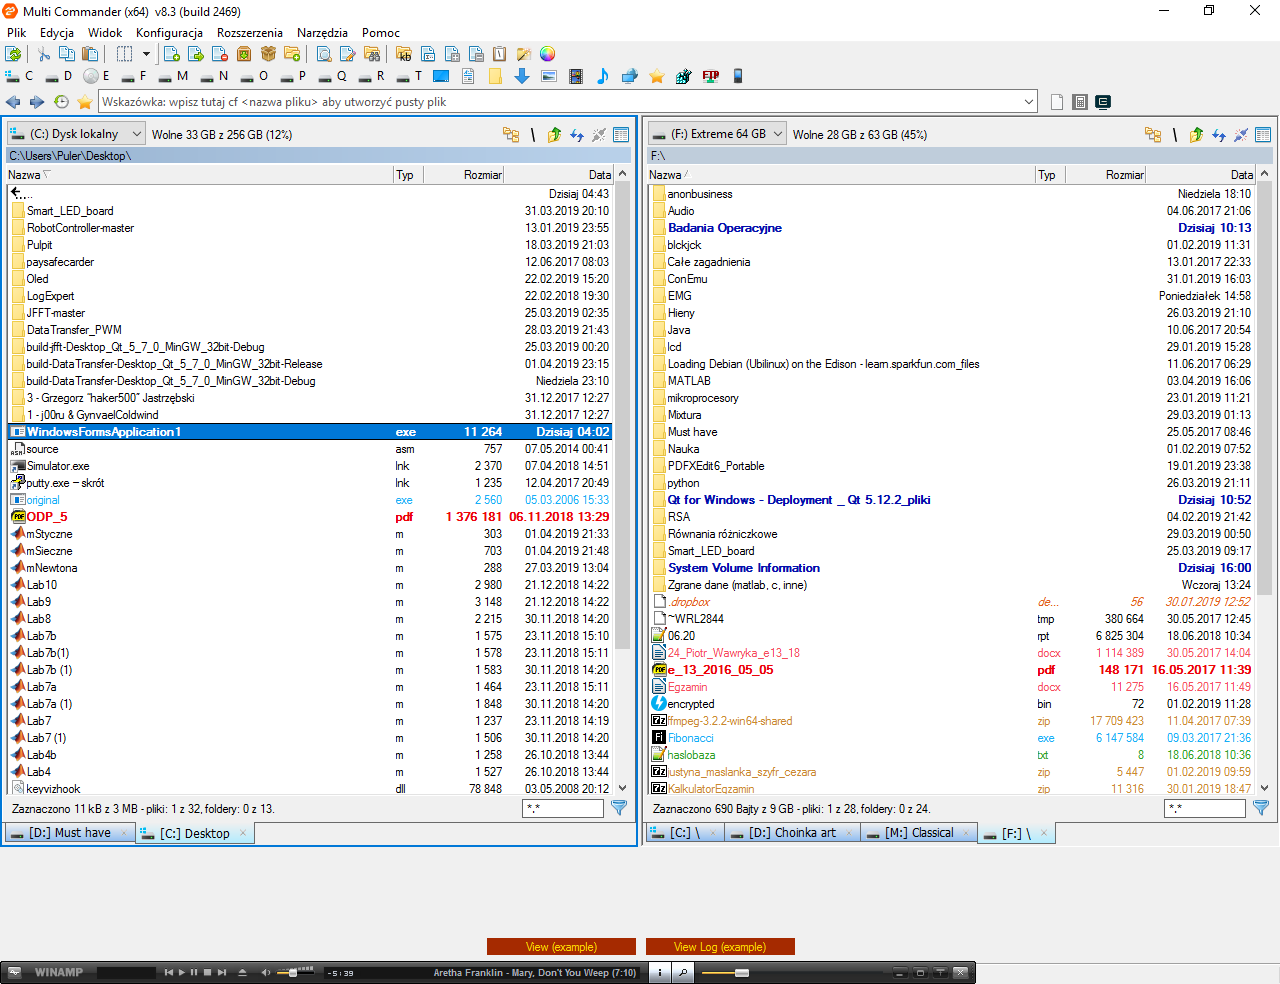 Multi Commander (x64)  v8.3 (build 2469)
Plik Edycja Widok Konfiguracja Rozszerzenia Narzędzia Pomoc
kb
C D E F M N O P Q R T FTP
Wskazówka: wpisz tutaj cf <nazwa pliku> aby utworzyć pusty plik
(C:) Dysk lokalny Wolne 33 GB z 256 GB (12%) \
C:\Users\Puler\Desktop\
Nazwa Typ Rozmiar Data
.. Dzisiaj 04:43
Smart_LED_board 31.03.2019 20:10
RobotController-master 13.01.2019 23:55
Pulpit 18.03.2019 21:03
paysafecarder 12.06.2017 08:03
Oled 22.02.2019 15:20
LogExpert 22.02.2018 19:30
JFFT-master 25.03.2019 02:35
DataTransfer_PWM 28.03.2019 21:43
build-jfft-Desktop_Qt_5_7_0_MinGW_32bit-Debug 25.03.2019 00:20
build-DataTransfer-Desktop_Qt_5_7_0_MinGW_32bit-Release 01.04.2019 23:15
build-DataTransfer-Desktop_Qt_5_7_0_MinGW_32bit-Debug Niedziela 23:10
3 - Grzegorz "haker500" Jastrzębski 31.12.2017 12:27
1 - j00ru & GynvaelColdwind 31.12.2017 12:27
WindowsFormsApplication1 exe 11 264 Dzisiaj 04:02
source asm 757 07.05.2014 00:41
Simulator.exe lnk 2 370 07.04.2018 14:51
putty.exe — skrót lnk 1 235 12.04.2017 20:49
original exe 2 560 05.03.2006 15:33
ODP_5 pdf 1 376 181 06.11.2018 13:29
mStyczne m 303 01.04.2019 21:33
mSieczne m 703 01.04.2019 21:48
mNewtona m 288 27.03.2019 13:04
Lab10 m 2 980 21.12.2018 14:22
Lab9 m 3 148 21.12.2018 14:22
Lab8 m 2 215 30.11.2018 14:20
Lab7b m 1 575 23.11.2018 15:10
Lab7b(1) m 1 578 23.11.2018 15:11
Lab7b (1) m 1 583 30.11.2018 14:20
Lab7a m 1 464 23.11.2018 15:11
Lab7a (1) m 1 848 30.11.2018 14:20
Lab7 m 1 237 23.11.2018 14:19
Lab7 (1) m 1 506 30.11.2018 14:20
Lab4b m 1 258 26.10.2018 13:44
Lab4 m 1 527 26.10.2018 13:44
keyvizhook dll 78 848 03.05.2008 20:12
Zaznaczono 11 kB z 3 MB - pliki: 1 z 32, foldery: 0 z 13. *.*
[D:] Must have × [C:] Desktop ×
(F:) Extreme 64 GB Wolne 28 GB z 63 GB (45%) \
F:\
Nazwa Typ Rozmiar Data
anonbusiness Niedziela 18:10
Audio 04.06.2017 21:06
Badania Operacyjne Dzisiaj 10:13
blckjck 01.02.2019 11:31
Całe zagadnienia 13.01.2017 22:33
ConEmu 31.01.2019 16:03
EMG Poniedziałek 14:58
Hieny 26.03.2019 21:10
Java 10.06.2017 20:54
lcd 29.01.2019 15:28
Loading Debian (Ubilinux) on the Edison - learn.sparkfun.com_files 11.06.2017 06:29
MATLAB 03.04.2019 16:06
mikroprocesory 23.01.2019 11:21
Mixtura 29.03.2019 01:13
Must have 25.05.2017 08:46
Nauka 01.02.2019 07:52
PDFXEdit6_Portable 19.01.2019 23:38
python 26.03.2019 21:11
Qt for Windows - Deployment _ Qt 5.12.2_pliki Dzisiaj 10:52
RSA 04.02.2019 21:42
Równania różniczkowe 29.03.2019 00:50
Smart_LED_board 25.03.2019 09:17
System Volume Information Dzisiaj 16:00
Zgrane dane (matlab, c, inne) Wczoraj 13:24
.dropbox de... 56 30.01.2019 12:52
~WRL2844 tmp 380 664 30.05.2017 12:45
06.20 rpt 6 825 304 18.06.2018 10:34
24_Piotr_Wawryka_e13_18 docx 1 114 389 30.05.2017 14:04
e_13_2016_05_05 pdf 148 171 16.05.2017 11:39
Egzamin docx 11 275 16.05.2017 11:49
encrypted bin 72 01.02.2019 11:28
ffmpeg-3.2.2-win64-shared zip 17 709 423 11.04.2017 07:39
Fibonacci exe 6 147 584 09.03.2017 21:36
haslobaza txt 8 18.06.2018 10:36
justyna_maslanka_szyfr_cezara zip 5 447 01.02.2019 09:59
KalkulatorEgzamin zip 11 316 30.01.2019 18:47
Zaznaczono 690 Bajty z 9 GB - pliki: 1 z 28, foldery: 0 z 24. *.*
[C:] \ × [D:] Choinka art × [M:] Classical × [F:] \ ×
View (example) View Log (example)
WINAMP -5:39 Aretha Franklin - Mary, Don't You Weep (7:10)